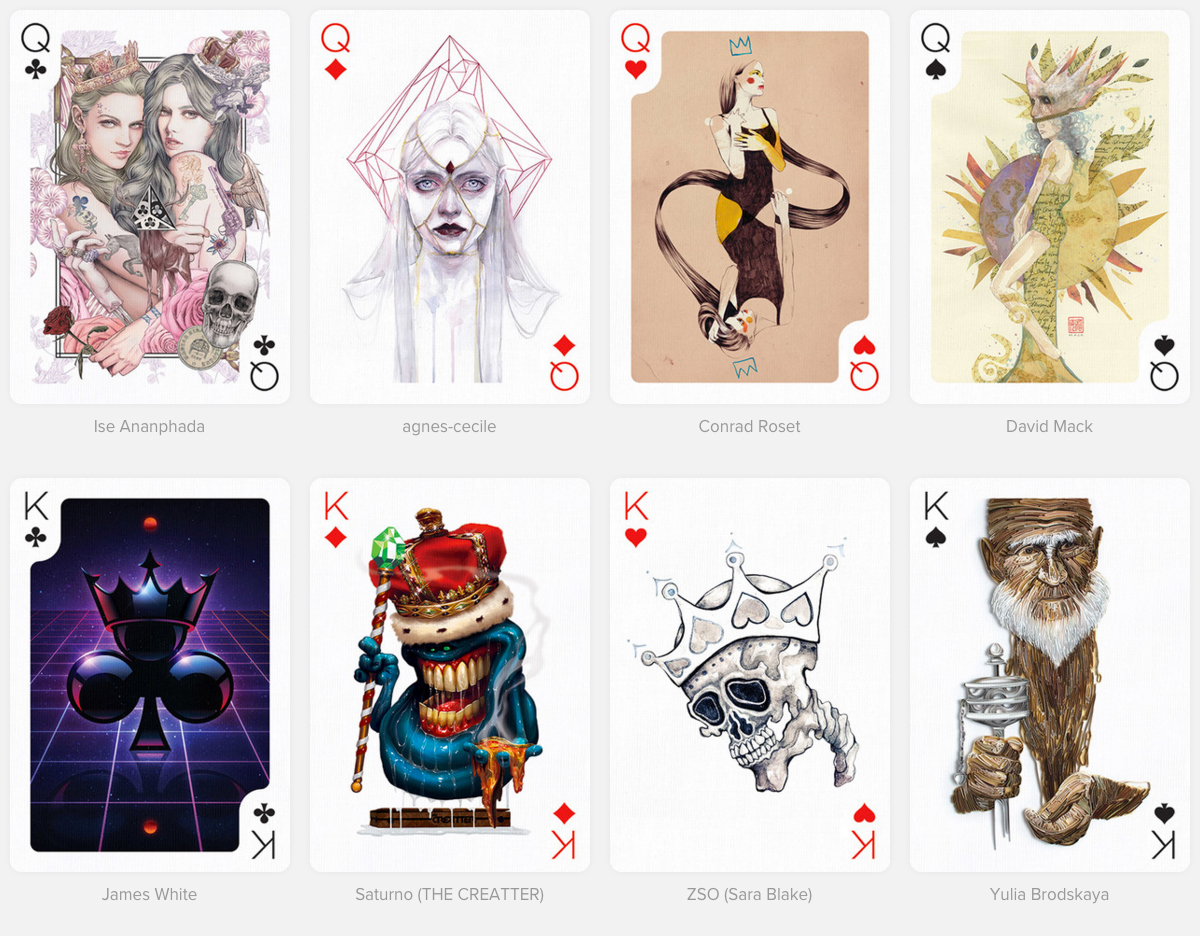 Q
Q
Q
Q
Q
Q
Q
Q
Ise Ananphada
agnes-cecile
Conrad Roset
David Mack
K
K
K
K
K
K
K
K
James White
Saturno (THE CREATTER)
ZSO (Sara Blake)
Yulia Brodskaya